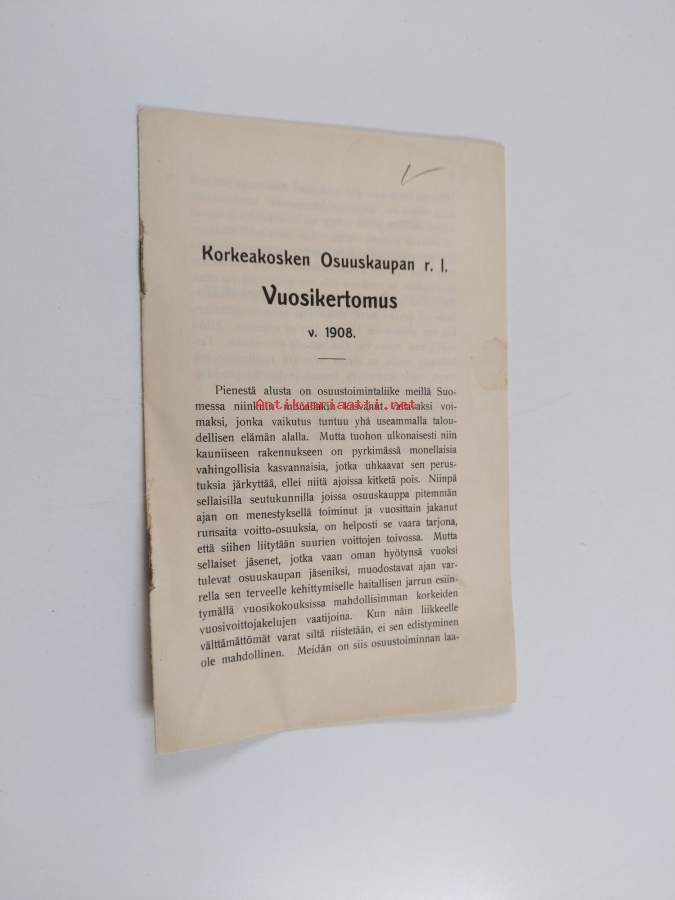 Korkeakosken Osuuskaupan r. l.
Vuosikertomus
v. 1908.
Pienestä alusta on osuustoimintaliike meillä Suo-
messa niinkuin muuallakin kasvanut valtavaksi voi-
Antikvariaatti.net
maksi, jonka vaikutus tuntuu yhä useammalla talou-
dellisen elämän alalla. Mutta tuohon ulkonaisesti niin
kauniiseen rakennukseen on pyrkimässä monellaisia
vahingollisia kasvannaisia, jotka uhkaavat sen perus-
tuksia järkyttää, ellei niitä ajoissa kitketä pois. Niinpä
sellaisilla seutukunnilla joissa osuuskauppa pitemmän
ajan on menestyksellä toiminut ja vuosittain jakanut
runsaita voitto-osuuksia, on helposti se vaara tarjona,
että siihen liitytään suurien voittojen toivossa. Mutta
sellaiset jäsenet, jotka vaan oman hyötynsä vuoksi
tulevat osuuskaupan jäseniksi, muodostavat ajan var-
rella sen terveelle kehittymiselle haitallisen jarrun esiin-
tymällä vuosikokouksissa mahdollisimman korkeiden
vuosivoittojakelujen vaatijoina. Kun näin liikkeelle
välttämättömät varat siltä riistetään, ei sen edistyminen
ole mahdollinen. Meidän on siis osuustoiminnan laa-